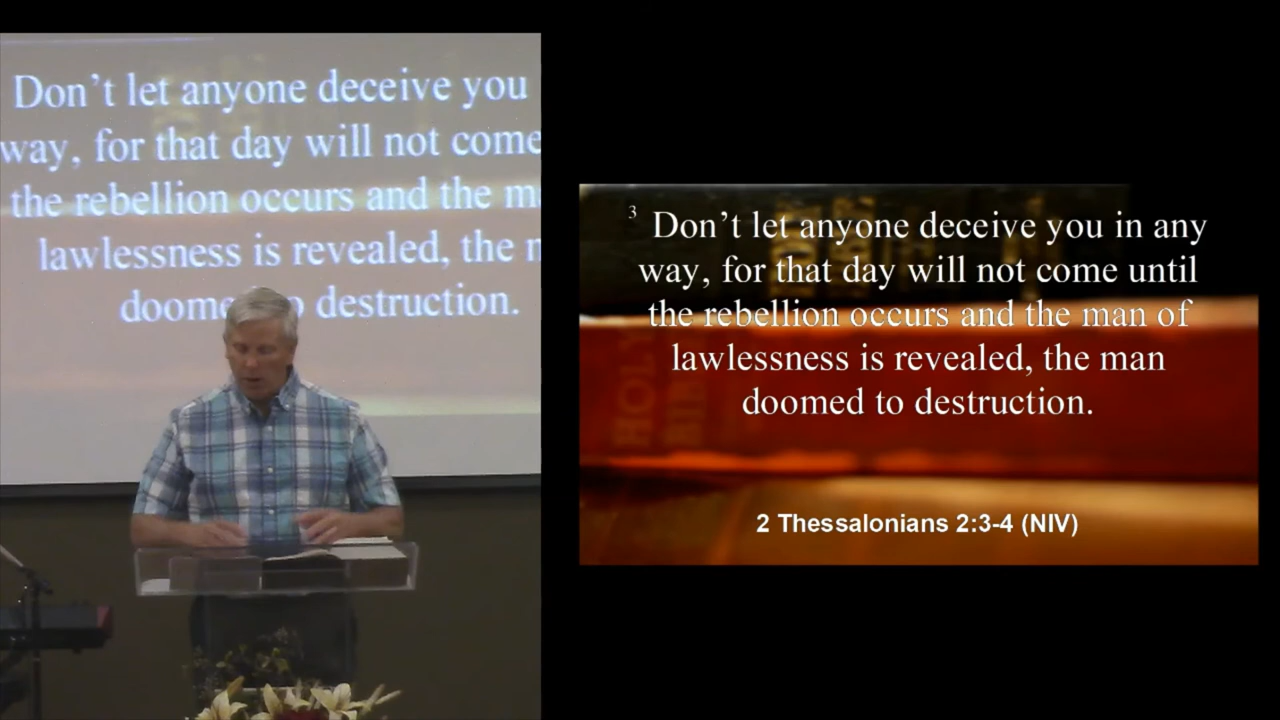 Don't let anyone deceive you
way, for that day will not come
the rebellion occurs and the m
lawlessness is revealed, the
doomed to destruction.
3 Don't let anyone deceive you in any
way, for that day will not come until
the rebellion occurs and the man of
lawlessness is revealed, the man
doomed to destruction.
HOLY
BIBLE
2 Thessalonians 2:3-4 (NIV)